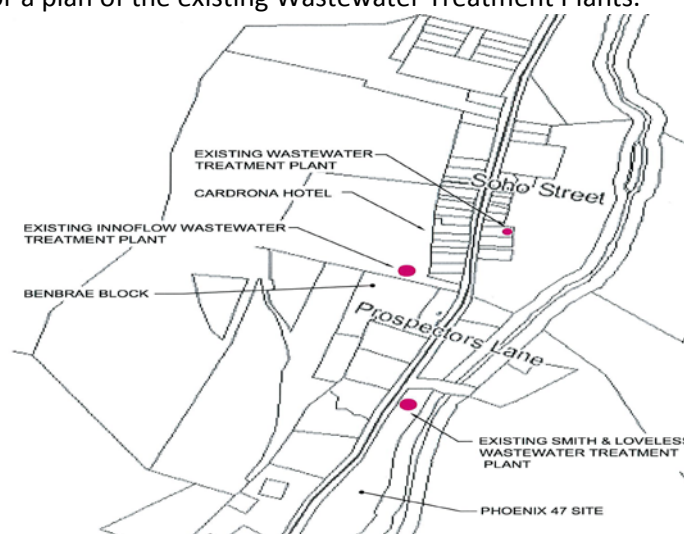 or a plan of the existing Wastewater Treatment Plants.
EXISTING WASTEWATER
TREATMENT PLANT
Soho Street
CARDRONA HOTEL
EXISTING INNOFLOW WASTEWATER
TREATMENT PLANT
BENBRAE BLOCK
Prospectors Lane
EXISTING SMITH & LOVELESS
WASTEWATER TREATMENT
PLANT
PHOENIX 47 SITE